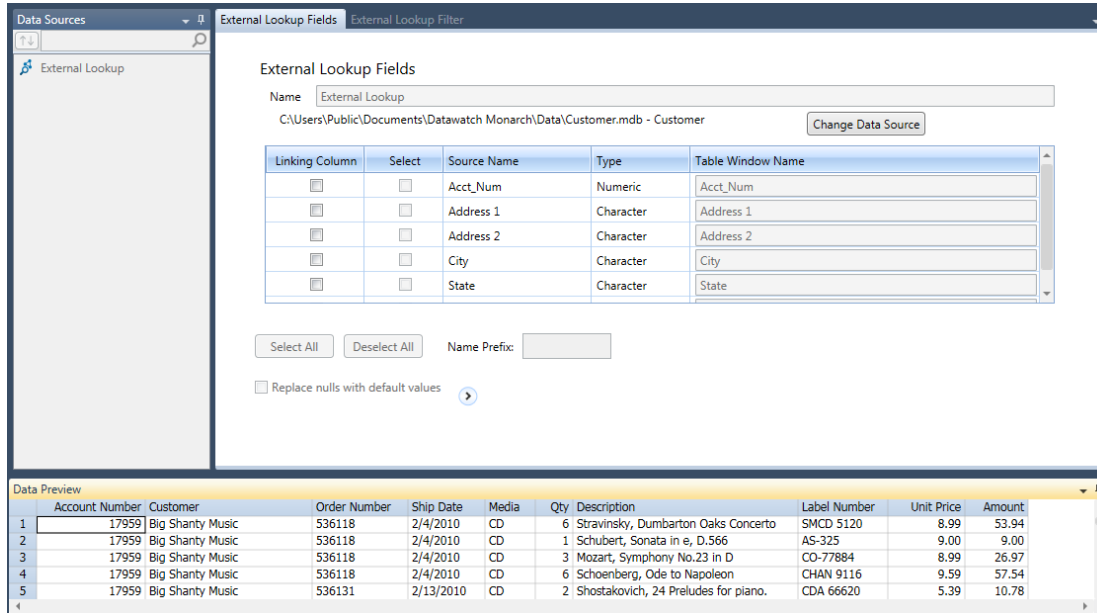 Data Sources
External Lookup Fields External Lookup Filter
External Lookup
External Lookup Fields
Name External Lookup
C:\Users\Public\Documents\Datawatch Monarch\Data\Customer.mdb - Customer Change Data Source
Linking Column Select Source Name Type Table Window Name
Acct_Num Numeric Acct_Num
Address 1 Character Address 1
Address 2 Character Address 2
City Character City
State Character State
Select All Deselect All Name Prefix:
Replace nulls with default values
Data Preview
Account Number Customer Order Number Ship Date Media Qty Description Label Number Unit Price Amount
1 17959 Big Shanty Music 536118 2/4/2010 CD 6 Stravinsky, Dumbarton Oaks Concerto SMCD 5120 8.99 53.94
2 17959 Big Shanty Music 536118 2/4/2010 CD 1 Schubert, Sonata in e, D.566 AS-325 9.00 9.00
3 17959 Big Shanty Music 536118 2/4/2010 CD 3 Mozart, Symphony No.23 in D CO-77884 8.99 26.97
4 17959 Big Shanty Music 536118 2/4/2010 CD 6 Schoenberg, Ode to Napoleon CHAN 9116 9.59 57.54
5 17959 Big Shanty Music 536131 2/13/2010 CD 2 Shostakovich, 24 Preludes for piano. CDA 66620 5.39 10.78